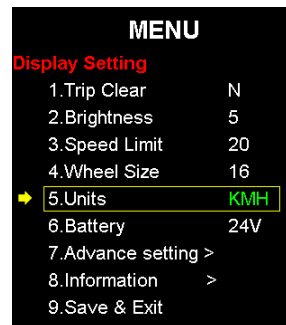 MENU
Display Setting
1.Trip Clear N
2.Brightness 5
3.Speed Limit 20
4.Wheel Size 16
5.Units KMH
6.Battery 24V
7.Advance setting >
8.Information >
9.Save & Exit